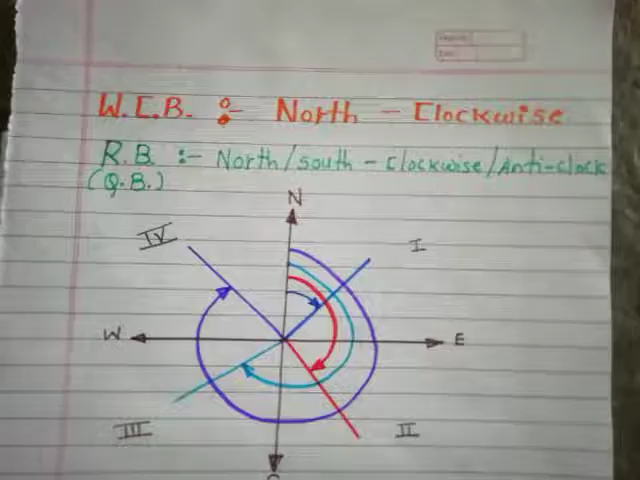 W.C.B. :- North - Clockwise
R.B. :- North/south - Clockwise/Anti-clock
(Q.B.)
N
IV
I
W
E
III
II